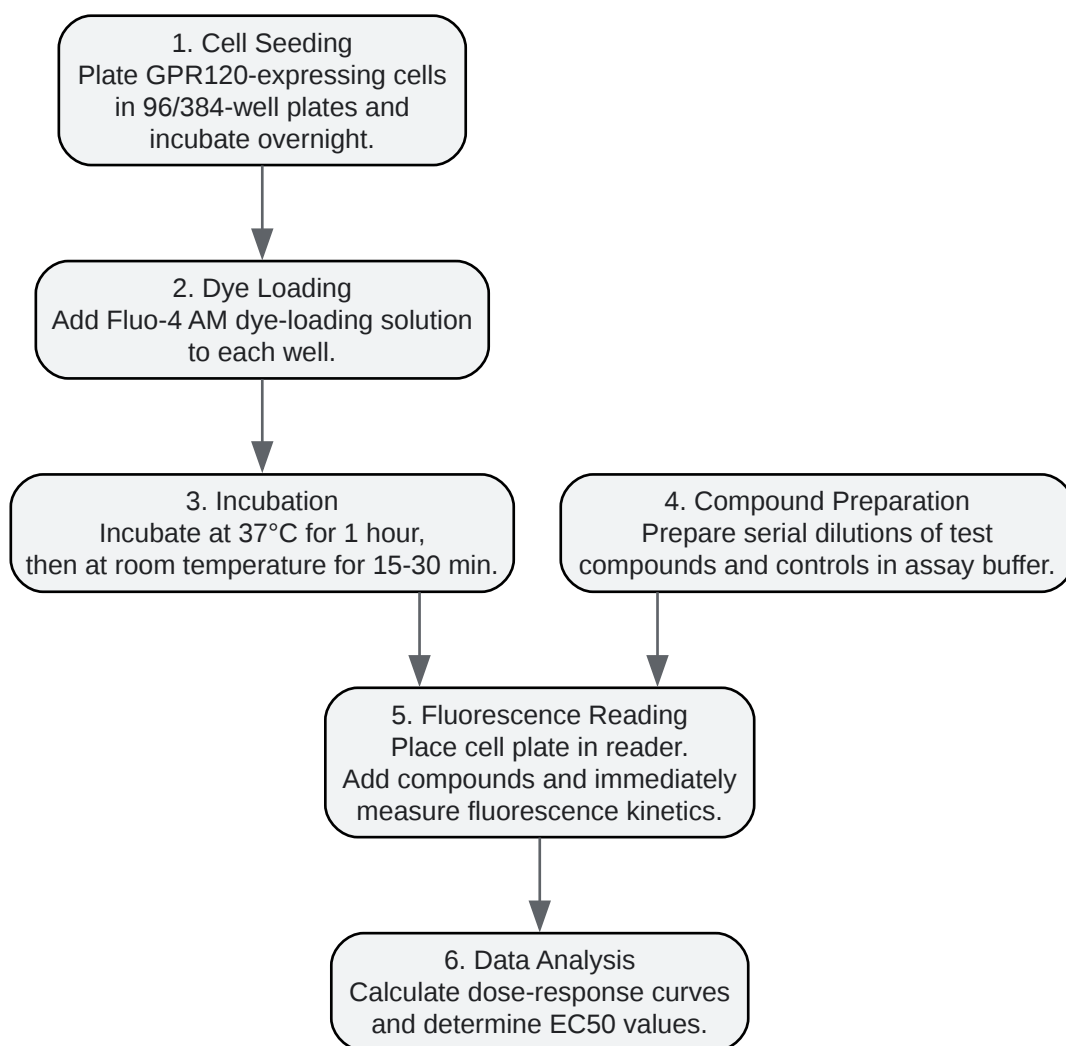 1. Cell Seeding
Plate GPR120-expressing cells
in 96/384-well plates and
incubate overnight.
2. Dye Loading
Add Fluo-4 AM dye-loading solution
to each well.
3. Incubation
Incubate at 37°C for 1 hour,
then at room temperature for 15-30 min.
4. Compound Preparation
Prepare serial dilutions of test
compounds and controls in assay buffer.
5. Fluorescence Reading
Place cell plate in reader.
Add compounds and immediately
measure fluorescence kinetics.
6. Data Analysis
Calculate dose-response curves
and determine EC50 values.